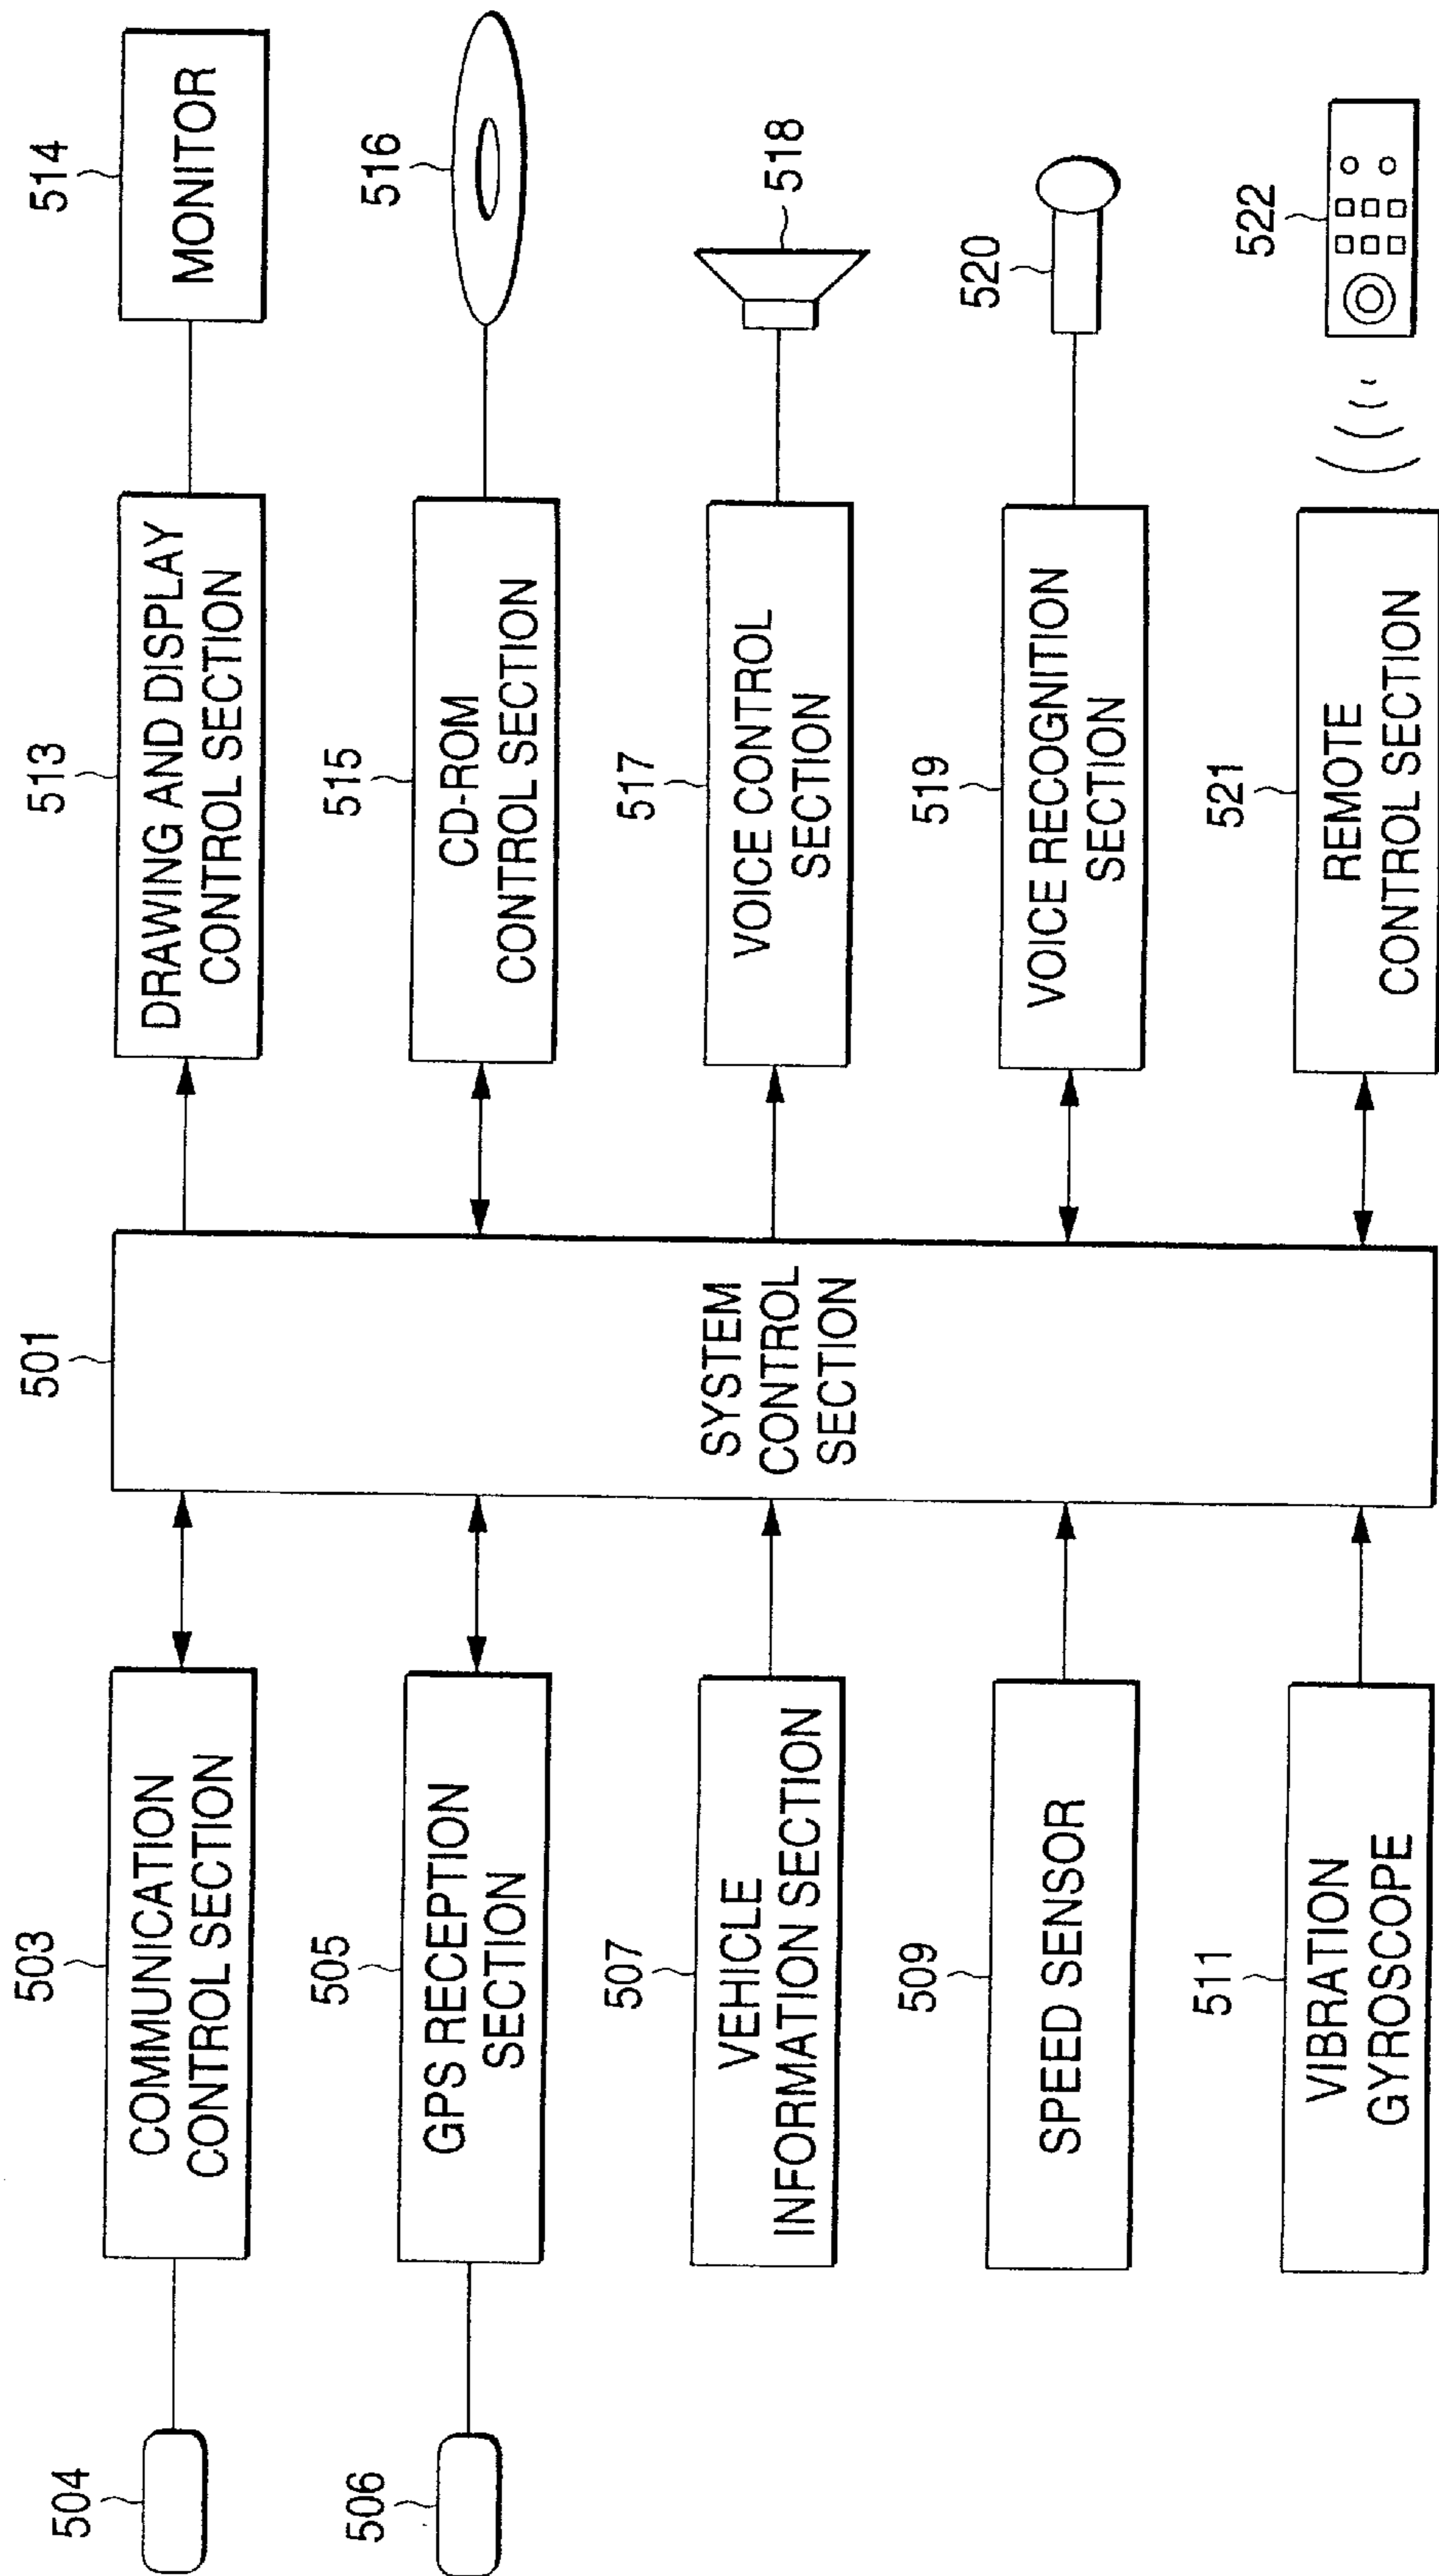 501
SYSTEM
CONTROL
SECTION
504
503
COMMUNICATION
CONTROL SECTION
506
505
GPS RECEPTION
SECTION
507
VEHICLE
INFORMATION SECTION
509
SPEED SENSOR
511
VIBRATION
GYROSCOPE
513
DRAWING AND DISPLAY
CONTROL SECTION
514
MONITOR
515
CD-ROM
CONTROL SECTION
516
517
VOICE CONTROL
SECTION
518
519
VOICE RECOGNITION
SECTION
520
521
REMOTE
CONTROL SECTION
522